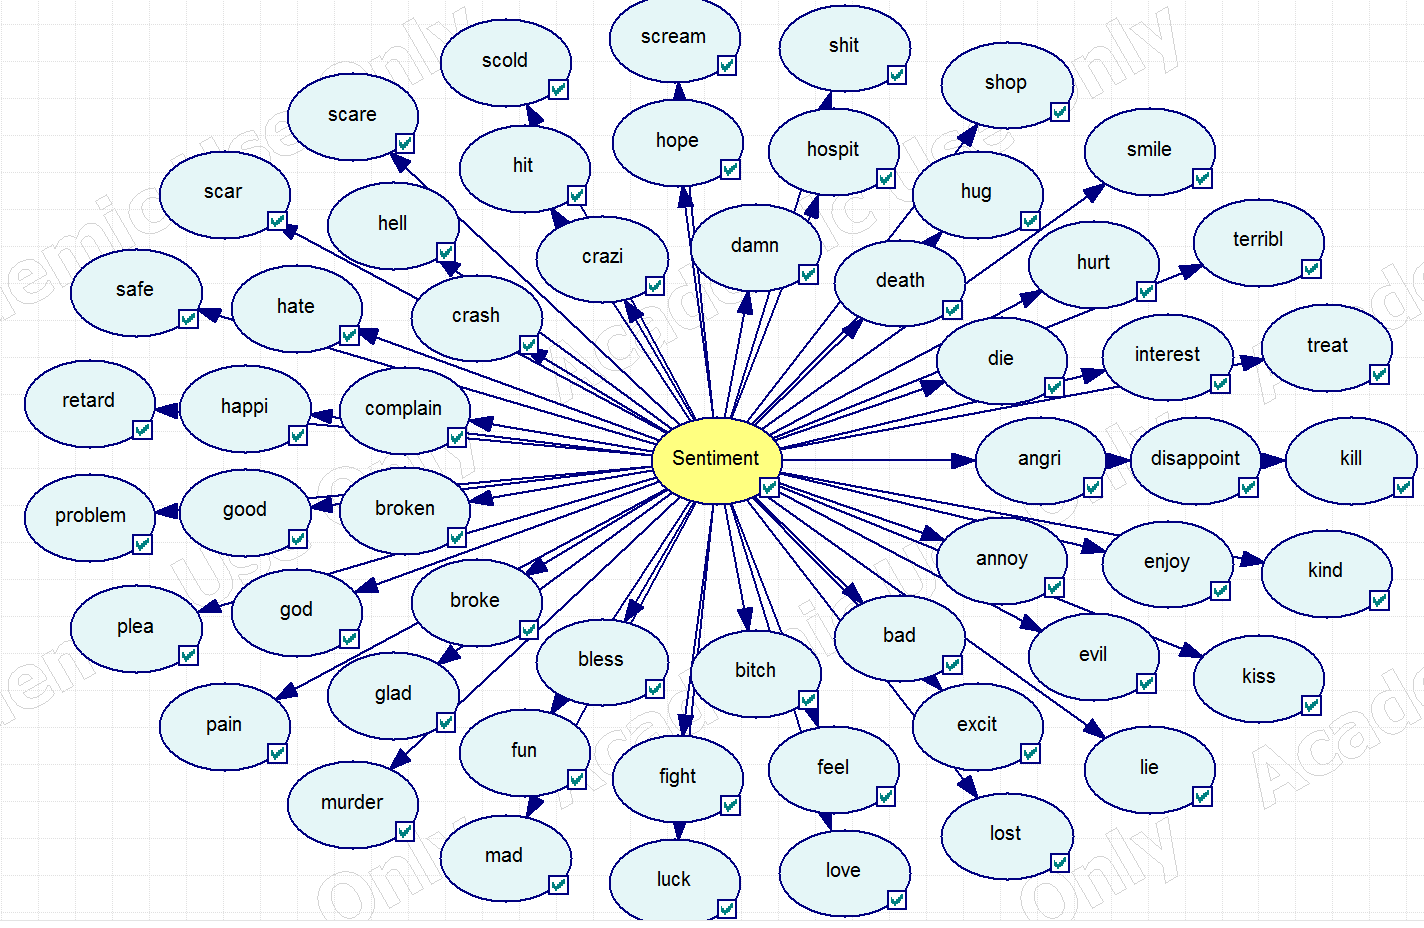 scream
shit
scold
shop
scare
hope
hospit
smile
hit
hug
scar
hell
damn
terribl
crazi
hurt
death
safe
hate
crash
treat
interest
die
retard
happi
complain
Sentiment
angri
disappoint
kill
problem
good
broken
annoy
enjoy
kind
plea
god
broke
bad
evil
bless
bitch
kiss
pain
glad
excit
fun
fight
feel
lie
murder
lost
mad
luck
love
Academic Use Only
Academic Use Only
Academic Use Only
Academic Use Only